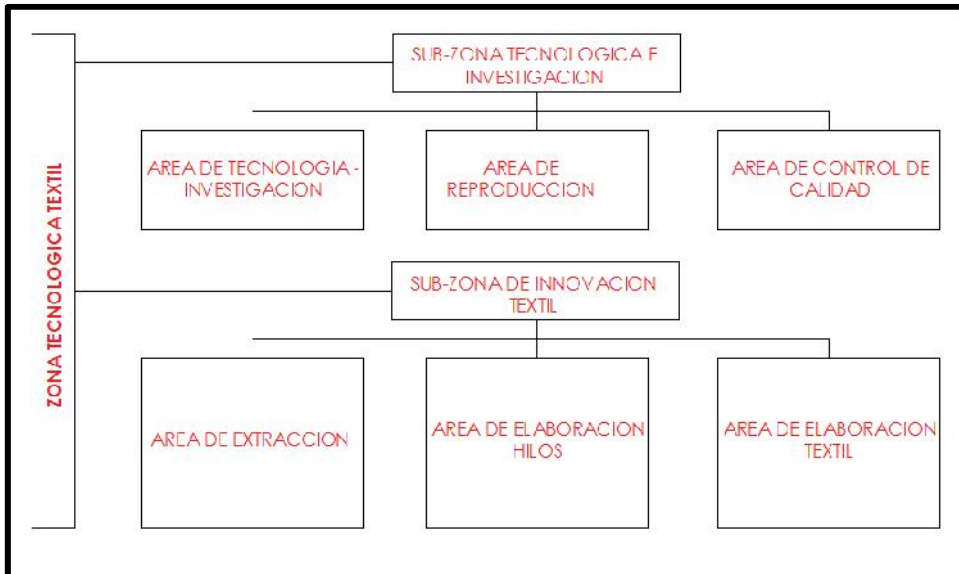 ZONA TECNOLOGICA TEXTIL
SUB-ZONA TECNOLOGICA E
INVESTIGACION
AREA DE TECNOLOGIA -
INVESTIGACION
AREA DE
REPRODUCCION
AREA DE CONTROL DE
CALIDAD
SUB-ZONA DE INNOVACION
TEXTIL
AREA DE EXTRACCION
AREA DE ELABORACION
HILOS
AREA DE ELABORACION
TEXTIL